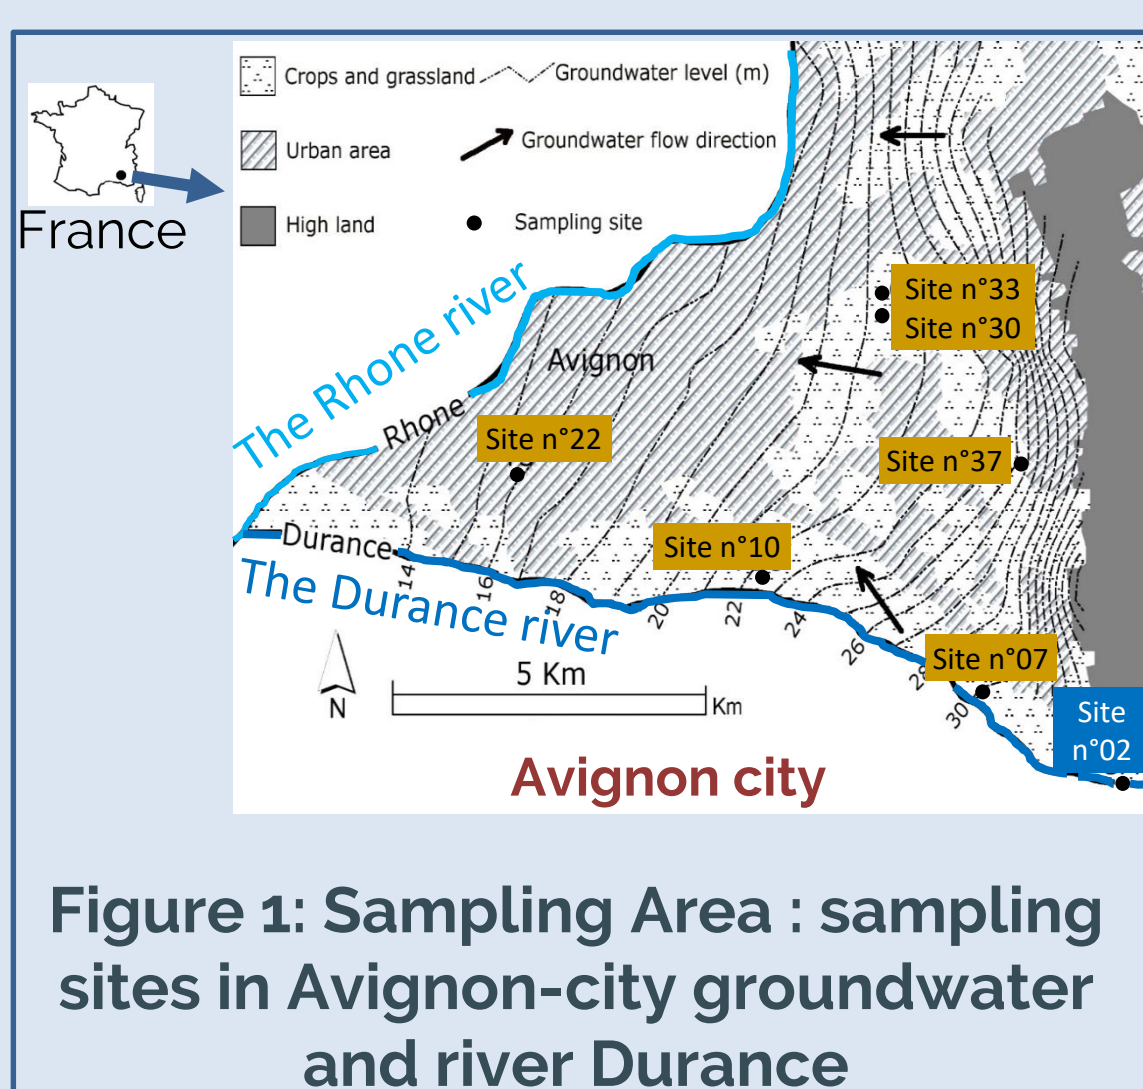 Crops and grassland
Groundwater level (m)
Urban area
Groundwater flow direction
High land
Sampling site
France
The Rhone river
Rhone
Avignon
Site n°33
Site n°30
Site n°22
Site n°37
Site n°10
Durance
The Durance river
14
16
18
20
22
24
26
28
30
Site n°07
Site
n°02
N
5 Km
Km
Avignon city
Figure 1: Sampling Area : sampling
sites in Avignon-city groundwater
and river Durance